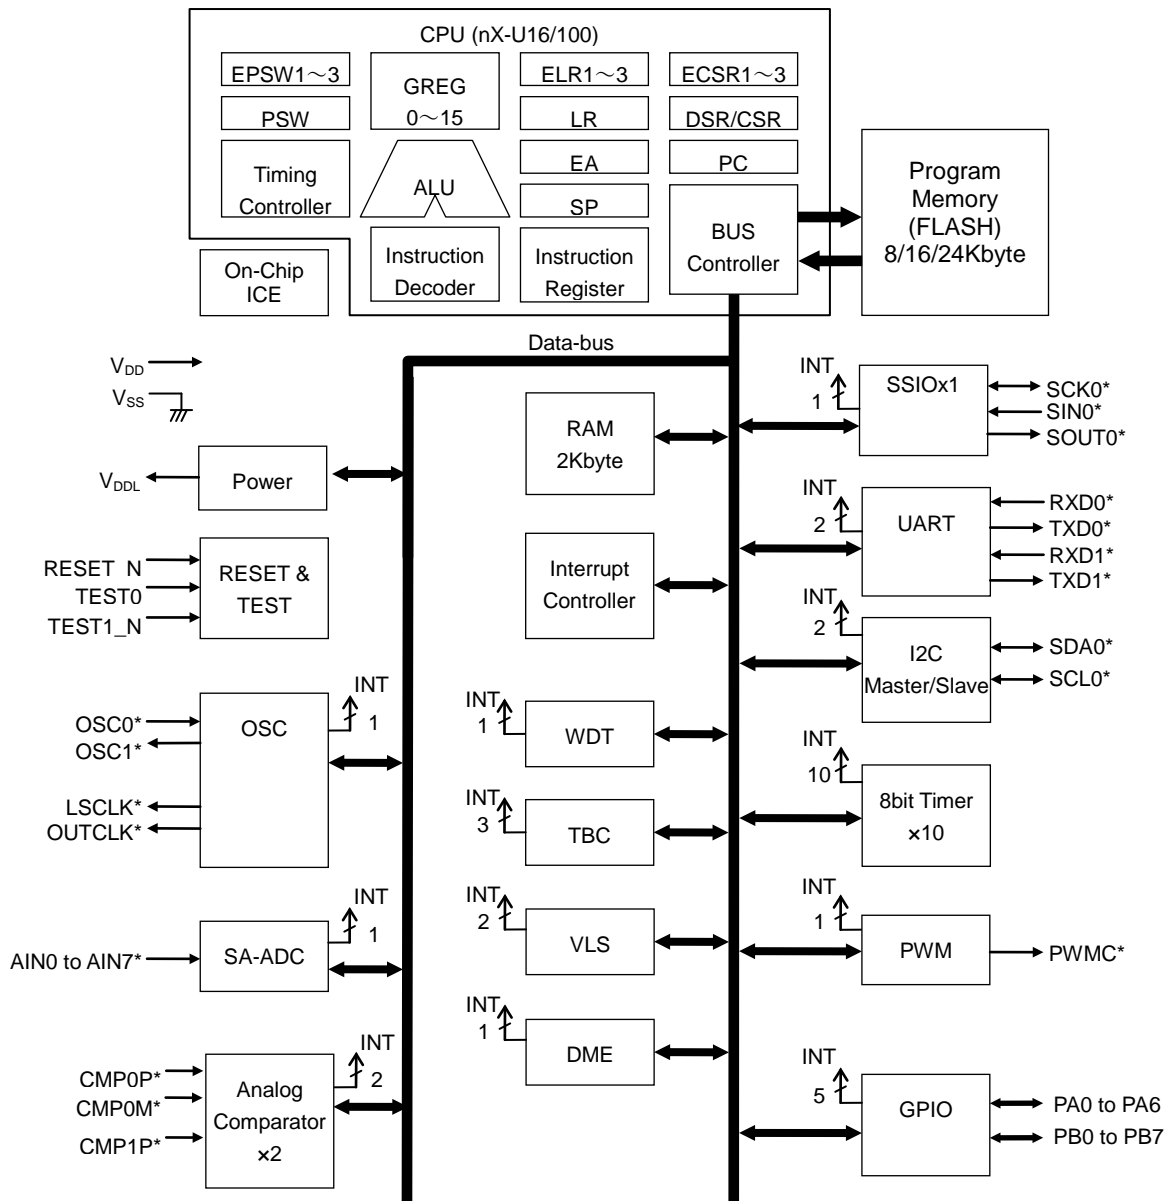 CPU (nX-U16/100)
EPSW1～3
GREG
0～15
ELR1～3
ECSR1～3
PSW
LR
DSR/CSR
Timing
Controller
ALU
EA
PC
SP
BUS
Controller
Program
Memory
(FLASH)
8/16/24Kbyte
On-Chip
ICE
Instruction
Decoder
Instruction
Register
Data-bus
VDD
VSS
VDDL
Power
RESET_N
TEST0
TEST1_N
RESET &
TEST
OSC0*
OSC1*
LSCLK*
OUTCLK*
OSC
INT
1
AIN0 to AIN7*
SA-ADC
INT
1
CMP0P*
CMP0M*
CMP1P*
Analog
Comparator
×2
INT
2
RAM
2Kbyte
Interrupt
Controller
INT
1
WDT
INT
3
TBC
INT
2
VLS
INT
1
DME
INT
1
SSIOx1
SCK0*
SIN0*
SOUT0*
INT
2
UART
RXD0*
TXD0*
RXD1*
TXD1*
INT
2
I2C
Master/Slave
SDA0*
SCL0*
INT
10
8bit Timer
×10
INT
1
PWM
PWMC*
INT
5
GPIO
PA0 to PA6
PB0 to PB7